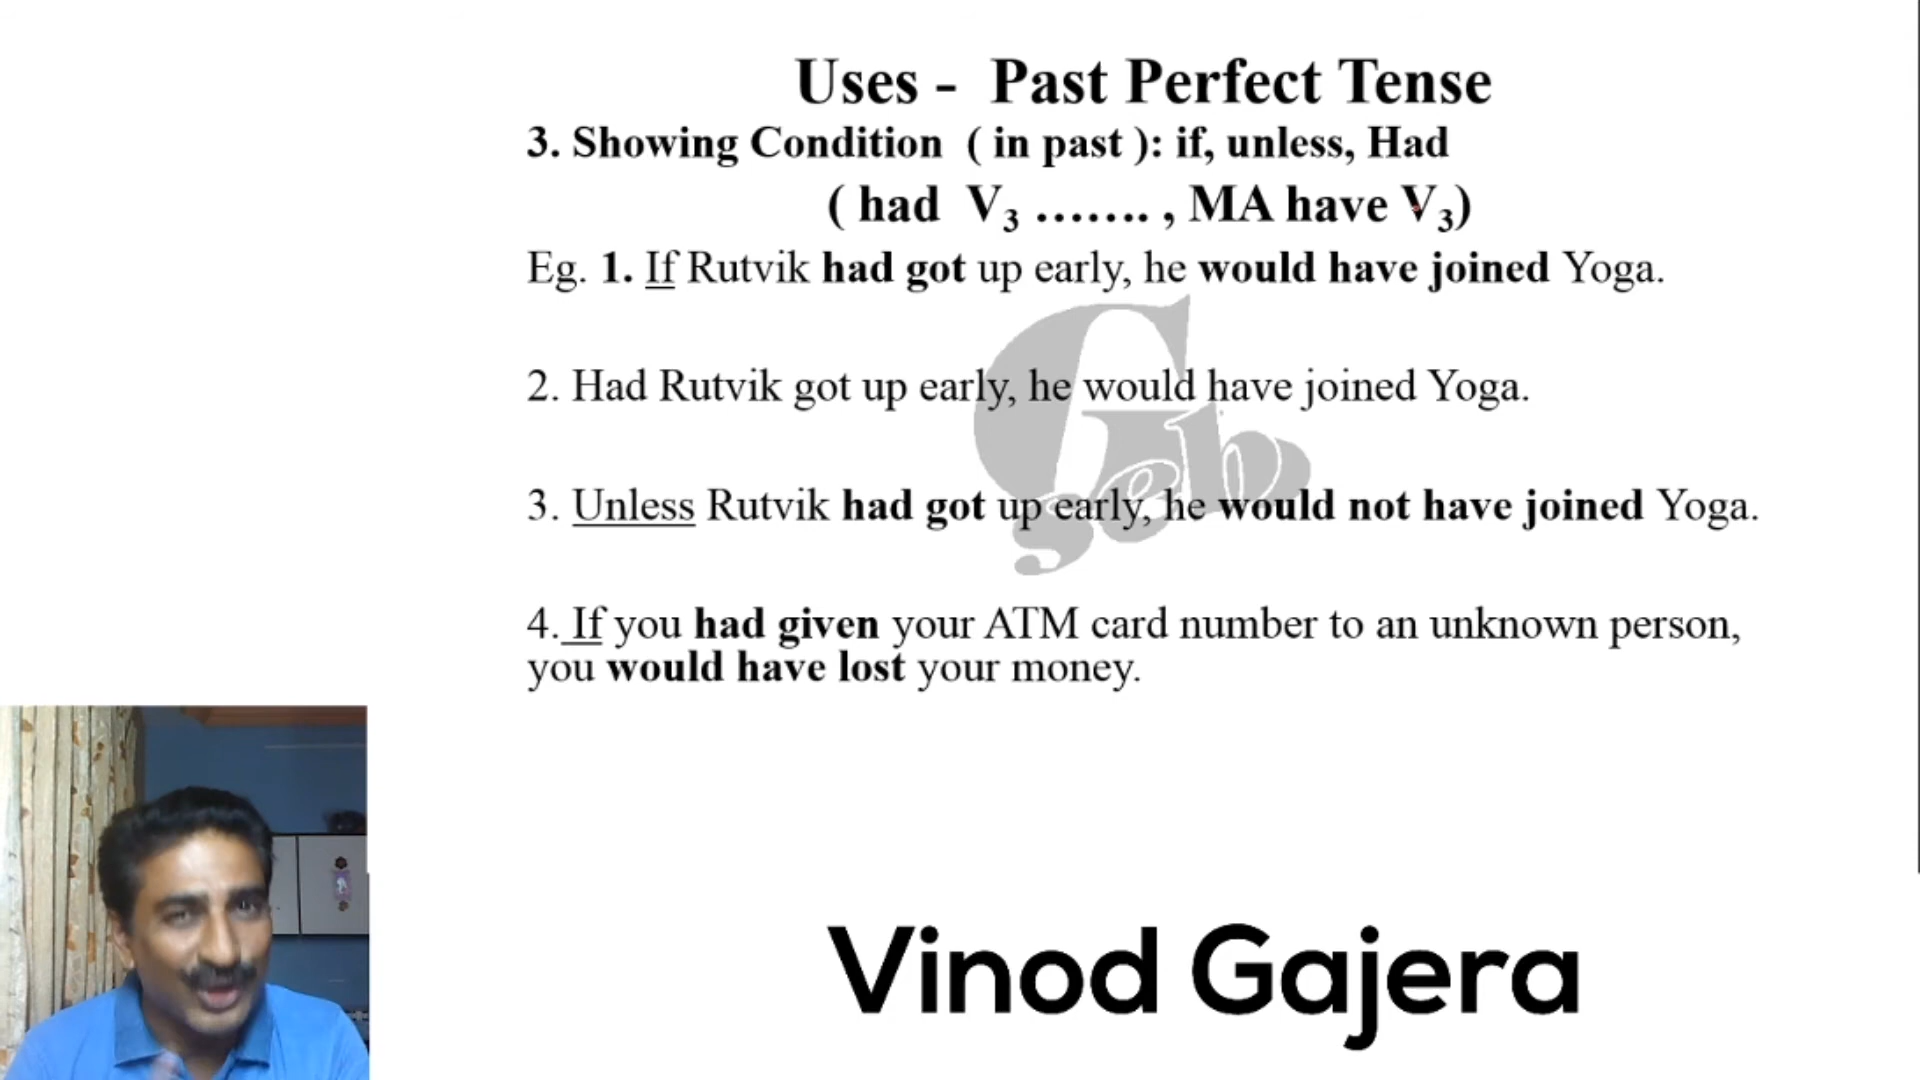 Uses - Past Perfect Tense
3. Showing Condition ( in past ): if, unless, Had
( had V₃ ……. , MA have V₃)
Eg. 1. If Rutvik had got up early, he would have joined Yoga.
2. Had Rutvik got up early, he would have joined Yoga.
3. Unless Rutvik had got up early, he would not have joined Yoga.
4. If you had given your ATM card number to an unknown person,
you would have lost your money.
Vinod Gajera